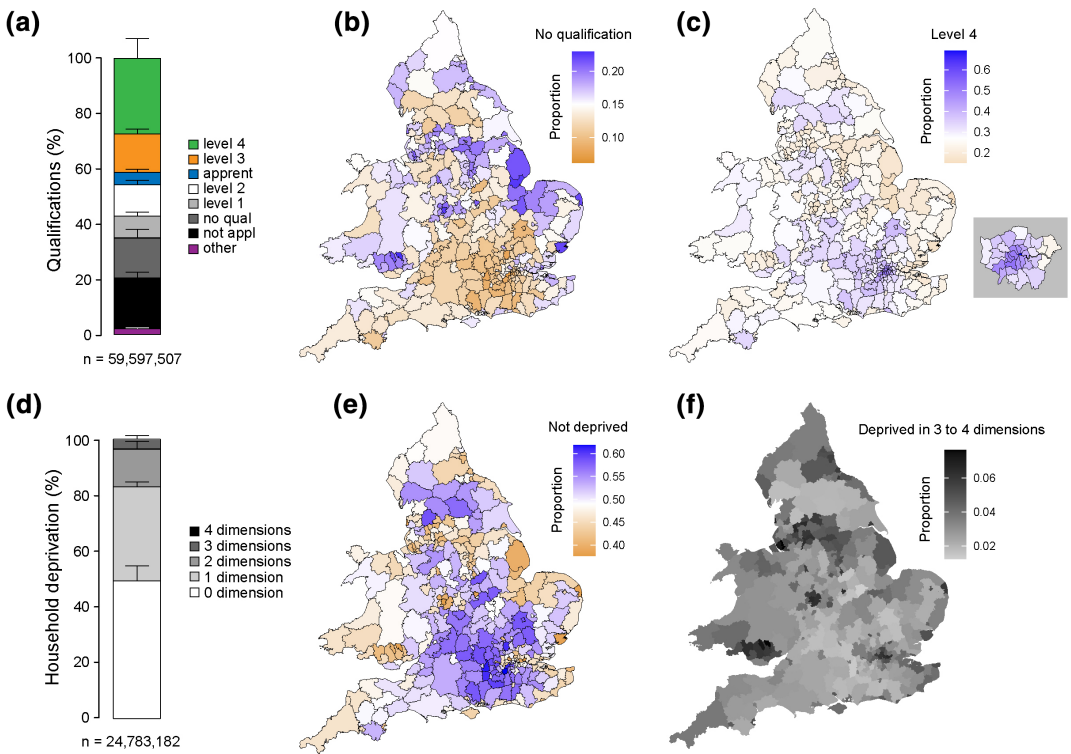 (a)
Qualifications (%)
100
80
60
40
20
0
n = 59,597,507
level 4
level 3
apprent
level 2
level 1
no qual
not appl
other
(b)
No qualification
Proportion
0.20
0.15
0.10
(c)
Level 4
Proportion
0.6
0.5
0.4
0.3
0.2
(d)
Household deprivation (%)
100
80
60
40
20
0
n = 24,783,182
4 dimensions
3 dimensions
2 dimensions
1 dimension
0 dimension
(e)
Not deprived
Proportion
0.60
0.55
0.50
0.45
0.40
(f)
Deprived in 3 to 4 dimensions
Proportion
0.06
0.04
0.02